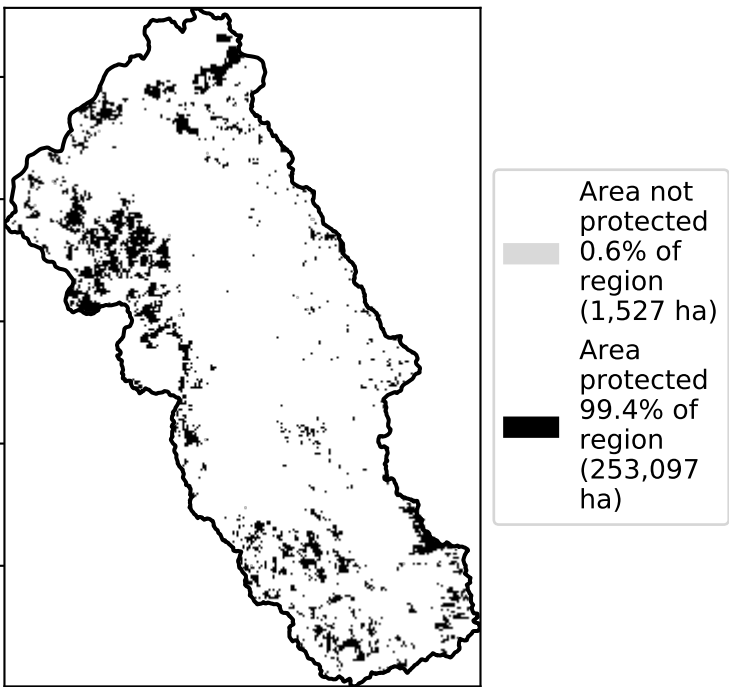 Area not
protected
0.6% of
region
(1,527 ha)
Area
protected
99.4% of
region
(253,097
ha)